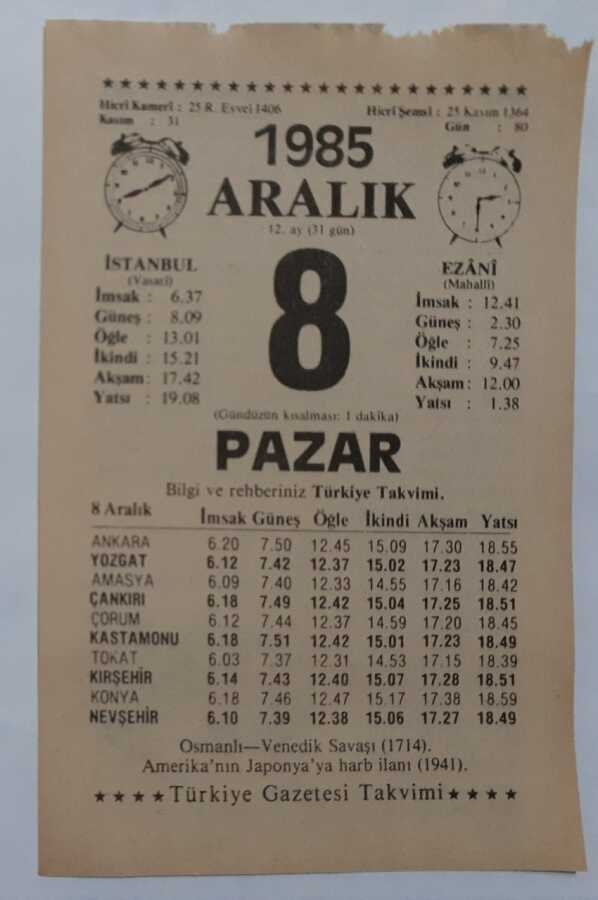 ★ ★ ★ ★ ★ ★ ★ ★ ★ ★ ★ ★ ★ ★ ★ ★ ★ ★ ★ ★ ★ ★ ★ ★
Hicrî Kamerî : 25 R. Evvel 1406 Hicrî Şemsî : 25 Kasım 1364
Kasım : 31 Gün : 80
1985
ARALIK
12. ay (31 gün)
8
İSTANBUL
(Vasatî)
İmsak : 6.37
Güneş : 8.09
Öğle : 13.01
İkindi : 15.21
Akşam : 17.42
Yatsı : 19.08
EZÂNÎ
(Mahallî)
İmsak : 12.41
Güneş : 2.30
Öğle : 7.25
İkindi : 9.47
Akşam : 12.00
Yatsı : 1.38
(Gündüzün kısalması: 1 dakika)
PAZAR
Bilgi ve rehberiniz Türkiye Takvimi.
8 Aralık İmsak Güneş Öğle İkindi Akşam Yatsı
ANKARA 6.20 7.50 12.45 15.09 17.30 18.55
YOZGAT 6.12 7.42 12.37 15.02 17.23 18.47
AMASYA 6.09 7.40 12.33 14.55 17.16 18.42
ÇANKIRI 6.18 7.49 12.42 15.04 17.25 18.51
ÇORUM 6.12 7.44 12.37 14.59 17.20 18.45
KASTAMONU 6.18 7.51 12.42 15.01 17.23 18.49
TOKAT 6.03 7.37 12.31 14.53 17.15 18.39
KIRŞEHİR 6.14 7.43 12.40 15.07 17.28 18.51
KONYA 6.18 7.46 12.47 15.17 17.38 18.59
NEVŞEHİR 6.10 7.39 12.38 15.06 17.27 18.49
Osmanlı—Venedik Savaşı (1714).
Amerika'nın Japonya'ya harb ilanı (1941).
★ ★ ★ ★ Türkiye Gazetesi Takvimi ★ ★ ★ ★